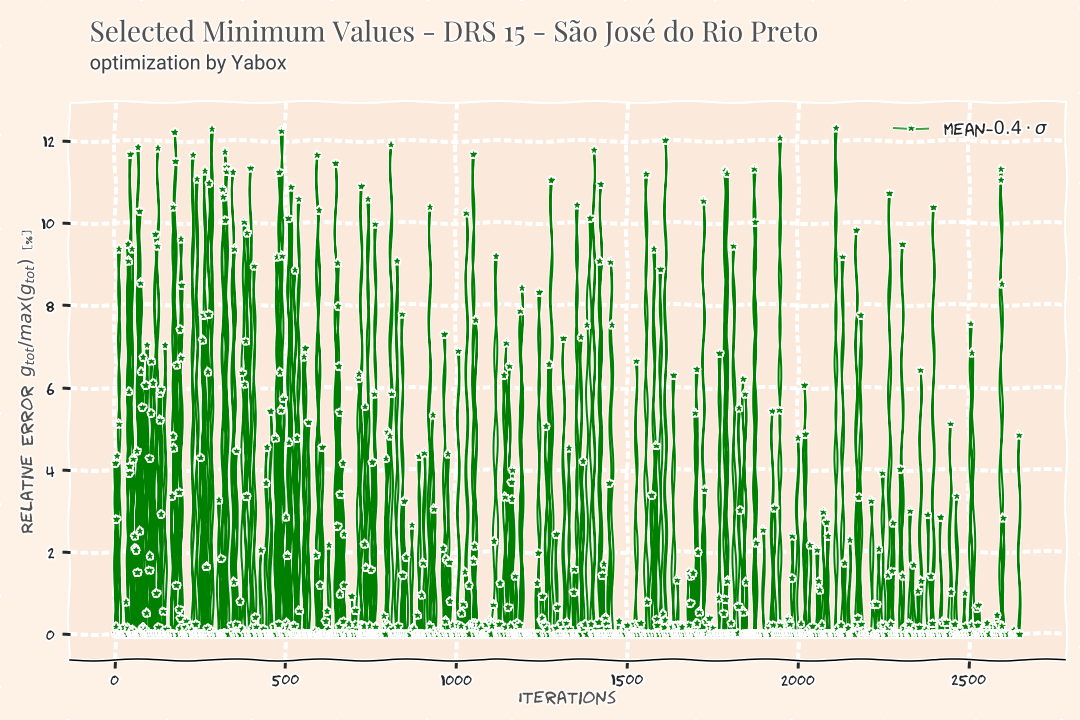 Selected Minimum Values - DRS 15 - São José do Rio Preto
optimization by Yabox
MEAN-0.4 · σ
RELATIVE ERROR g_tot/max(g_tot) [%]
12
10
8
6
4
2
0
0 500 1000 1500 2000 2500
ITERATIONS